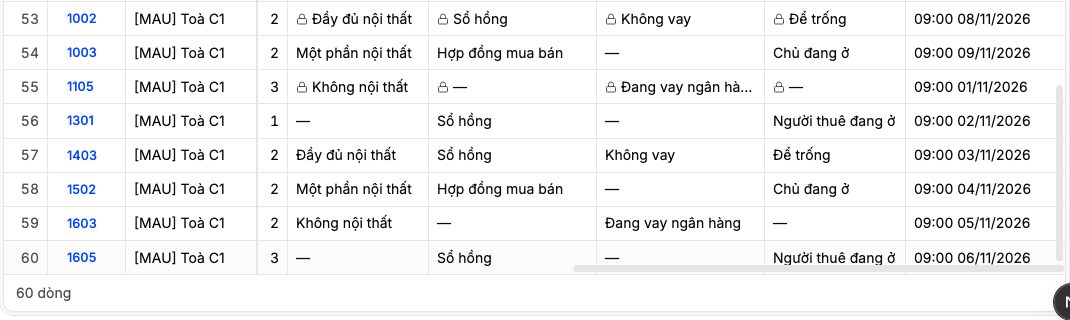 53 1002 [MAU] Toà C1 2 Đầy đủ nội thất Sổ hồng Không vay Để trống 09:00 08/11/2026
54 1003 [MAU] Toà C1 2 Một phần nội thất Hợp đồng mua bán — Chủ đang ở 09:00 09/11/2026
55 1105 [MAU] Toà C1 3 Không nội thất — Đang vay ngân hà... — 09:00 01/11/2026
56 1301 [MAU] Toà C1 1 — Sổ hồng — Người thuê đang ở 09:00 02/11/2026
57 1403 [MAU] Toà C1 2 Đầy đủ nội thất Sổ hồng Không vay Để trống 09:00 03/11/2026
58 1502 [MAU] Toà C1 2 Một phần nội thất Hợp đồng mua bán — Chủ đang ở 09:00 04/11/2026
59 1603 [MAU] Toà C1 2 Không nội thất — Đang vay ngân hàng — 09:00 05/11/2026
60 1605 [MAU] Toà C1 3 — Sổ hồng — Người thuê đang ở 09:00 06/11/2026
60 dòng